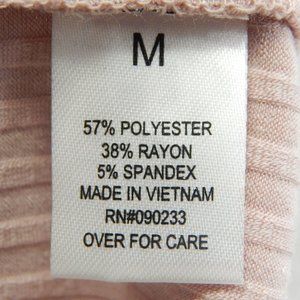 M
57% POLYESTER
38% RAYON
5% SPANDEX
MADE IN VIETNAM
RN#090233
OVER FOR CARE